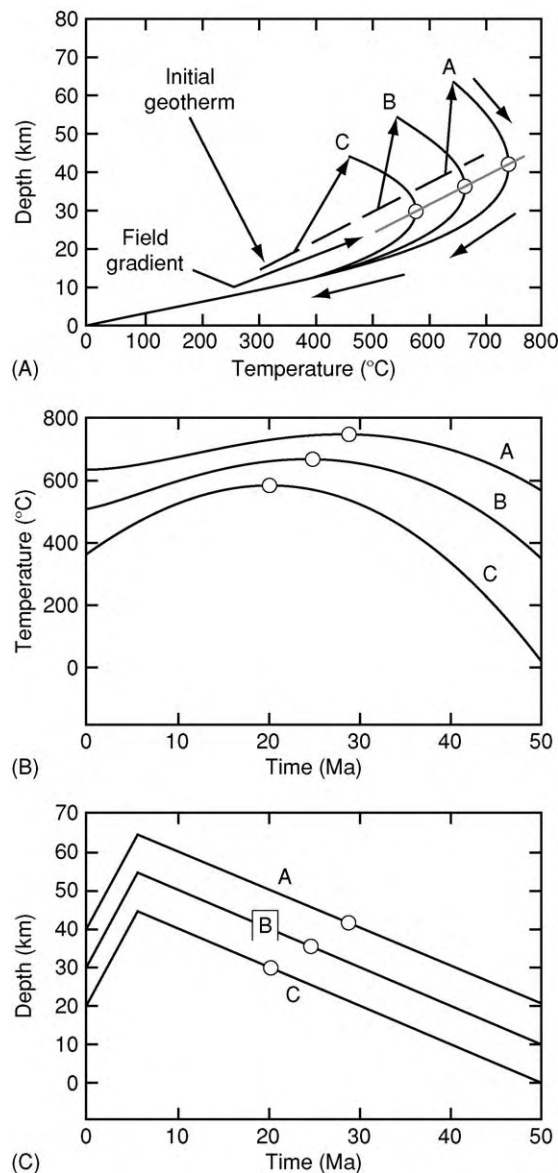 80
70
60
50
40
30
20
10
0
Depth (km)
Initial
geotherm
Field
gradient
A
B
C
0 100 200 300 400 500 600 700 800
Temperature (°C)
(A)
800
600
400
200
0
Temperature (°C)
A
B
C
0 10 20 30 40 50
Time (Ma)
(B)
70
60
50
40
30
20
10
0
Depth (km)
A
B
C
0 10 20 30 40 50
Time (Ma)
(C)